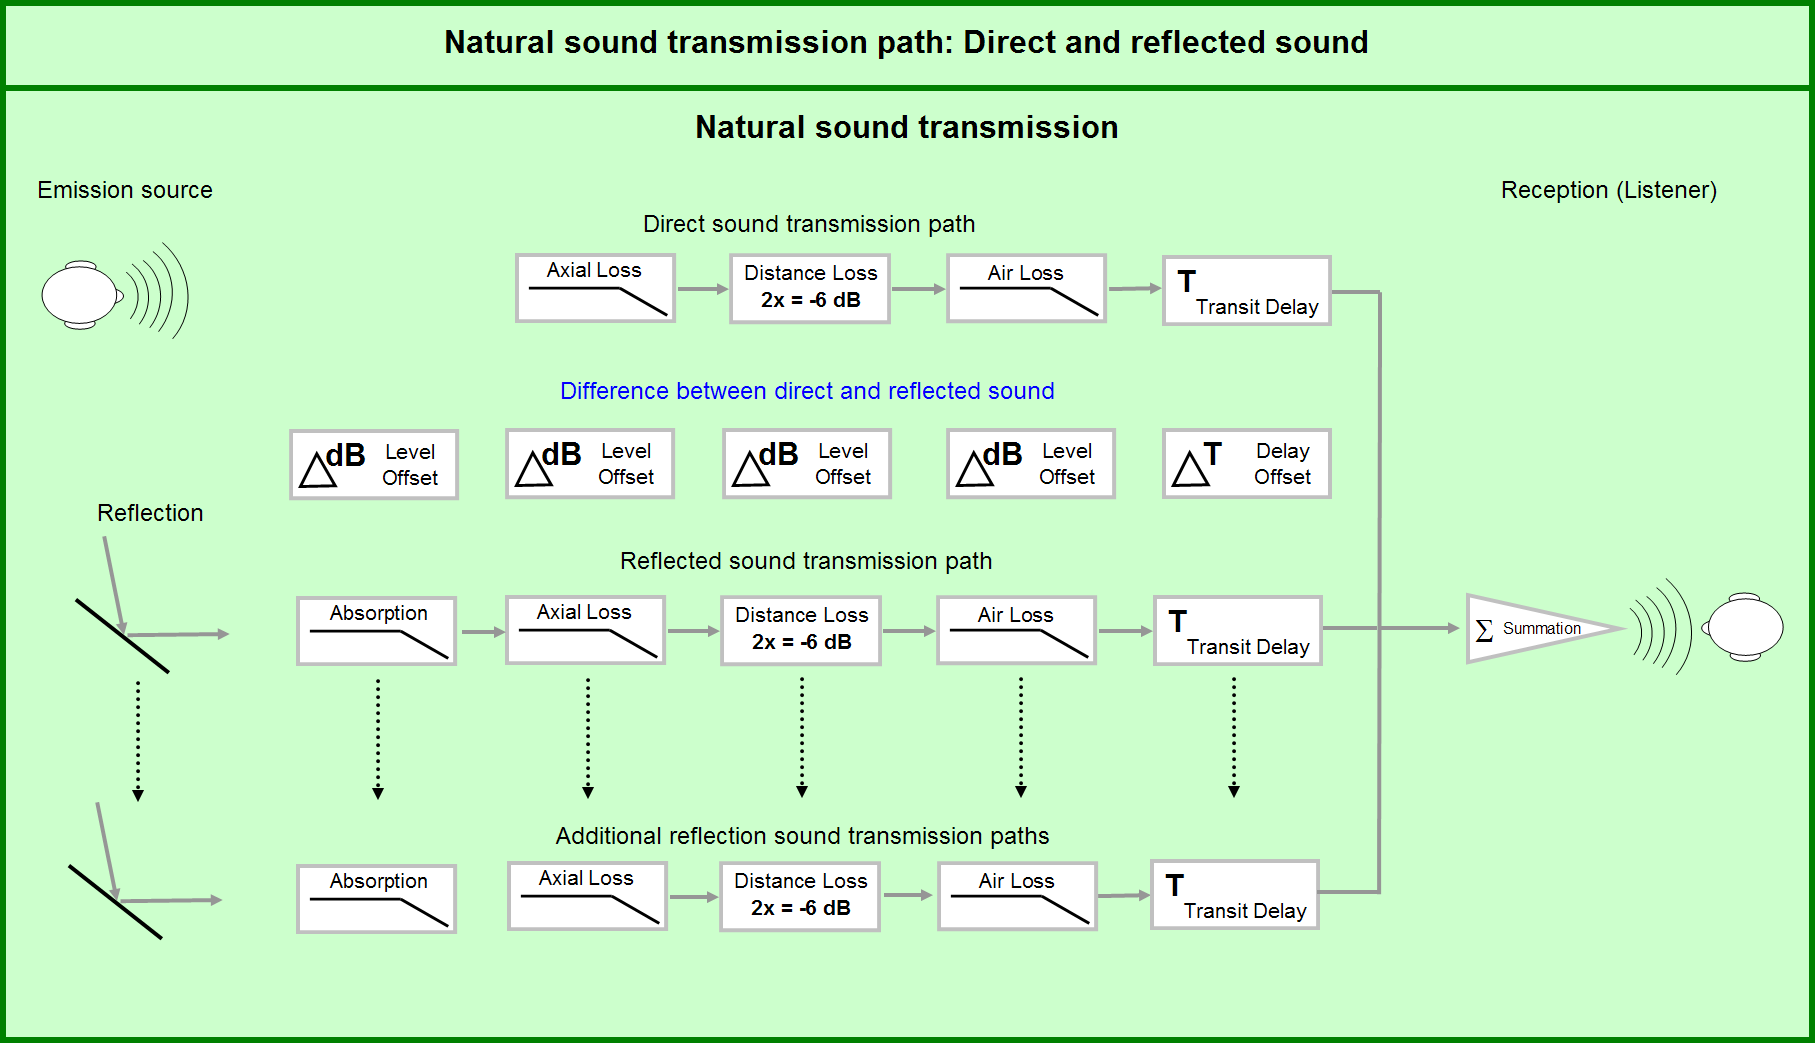 Natural sound transmission path: Direct and reflected sound
Natural sound transmission
Emission source
Reception (Listener)
Direct sound transmission path
Axial Loss
Distance Loss
2x = -6 dB
Air Loss
T
Transit Delay
Difference between direct and reflected sound
△dB Level
Offset
△dB Level
Offset
△dB Level
Offset
△dB Level
Offset
△T Delay
Offset
Reflection
Reflected sound transmission path
Absorption
Axial Loss
Distance Loss
2x = -6 dB
Air Loss
T
Transit Delay
∑ Summation
Additional reflection sound transmission paths
Absorption
Axial Loss
Distance Loss
2x = -6 dB
Air Loss
T
Transit Delay